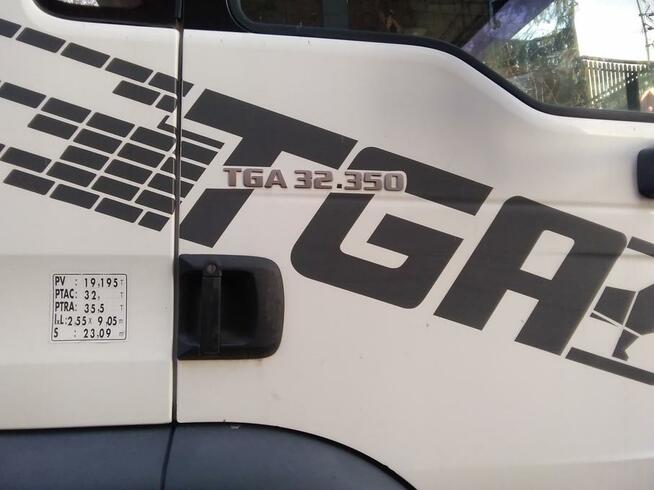 TGA
TGA 32.350
PV : 19,195 T
PTAC: 32, T
PTRA: 35.5 T
LxL: 2.55 x 9.05 m
S : 23.09 m²